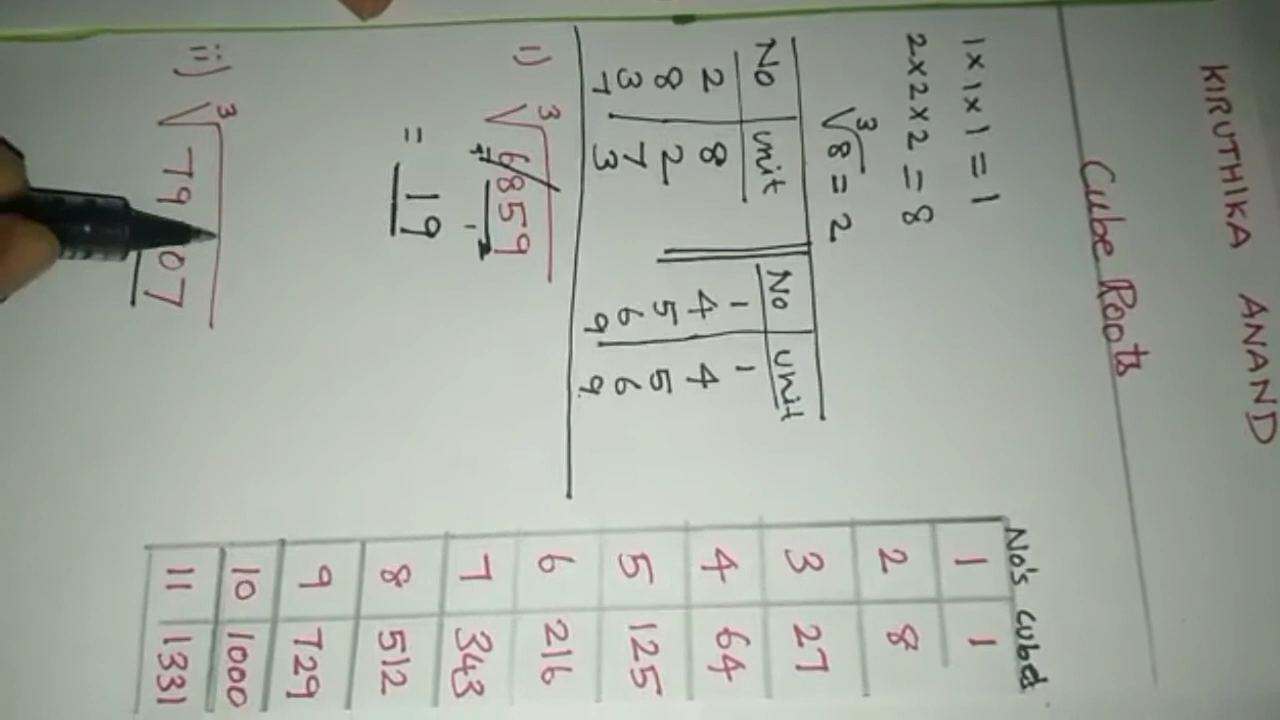 KIRUTHIKA ANAND
Cube Roots
1 x 1 x 1 = 1
2 x 2 x 2 = 8
∛8 = 2
No unit
2 8
8 2
3 7
7 3
No unit
1 1
4 4
5 5
6 6
9 9
i) ∛6859
= 19
ii) ∛79 07
No's cubed
1 1
2 8
3 27
4 64
5 125
6 216
7 343
8 512
9 729
10 1000
11 1331